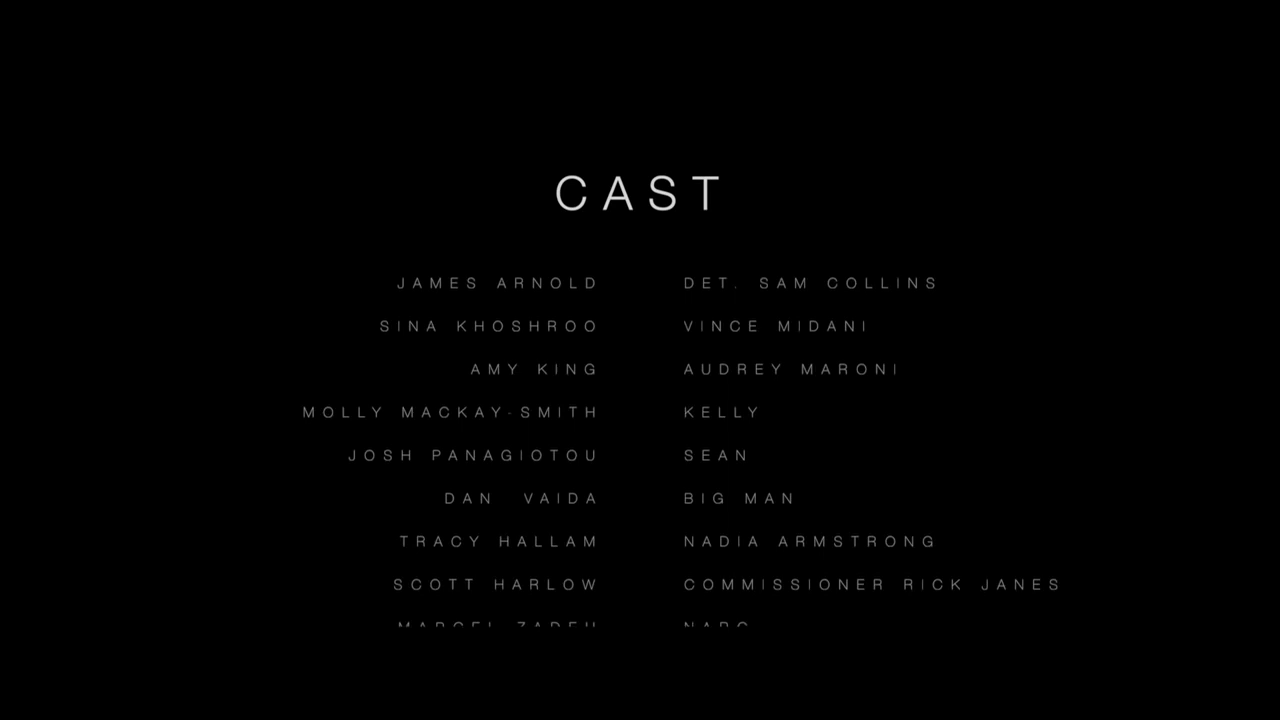 CAST
JAMES ARNOLD DET. SAM COLLINS
SINA KHOSHROO VINCE MIDANI
AMY KING AUDREY MARONI
MOLLY MACKAY-SMITH KELLY
JOSH PANAGIOTOU SEAN
DAN VAIDA BIG MAN
TRACY HALLAM NADIA ARMSTRONG
SCOTT HARLOW COMMISSIONER RICK JANES
MARCEL